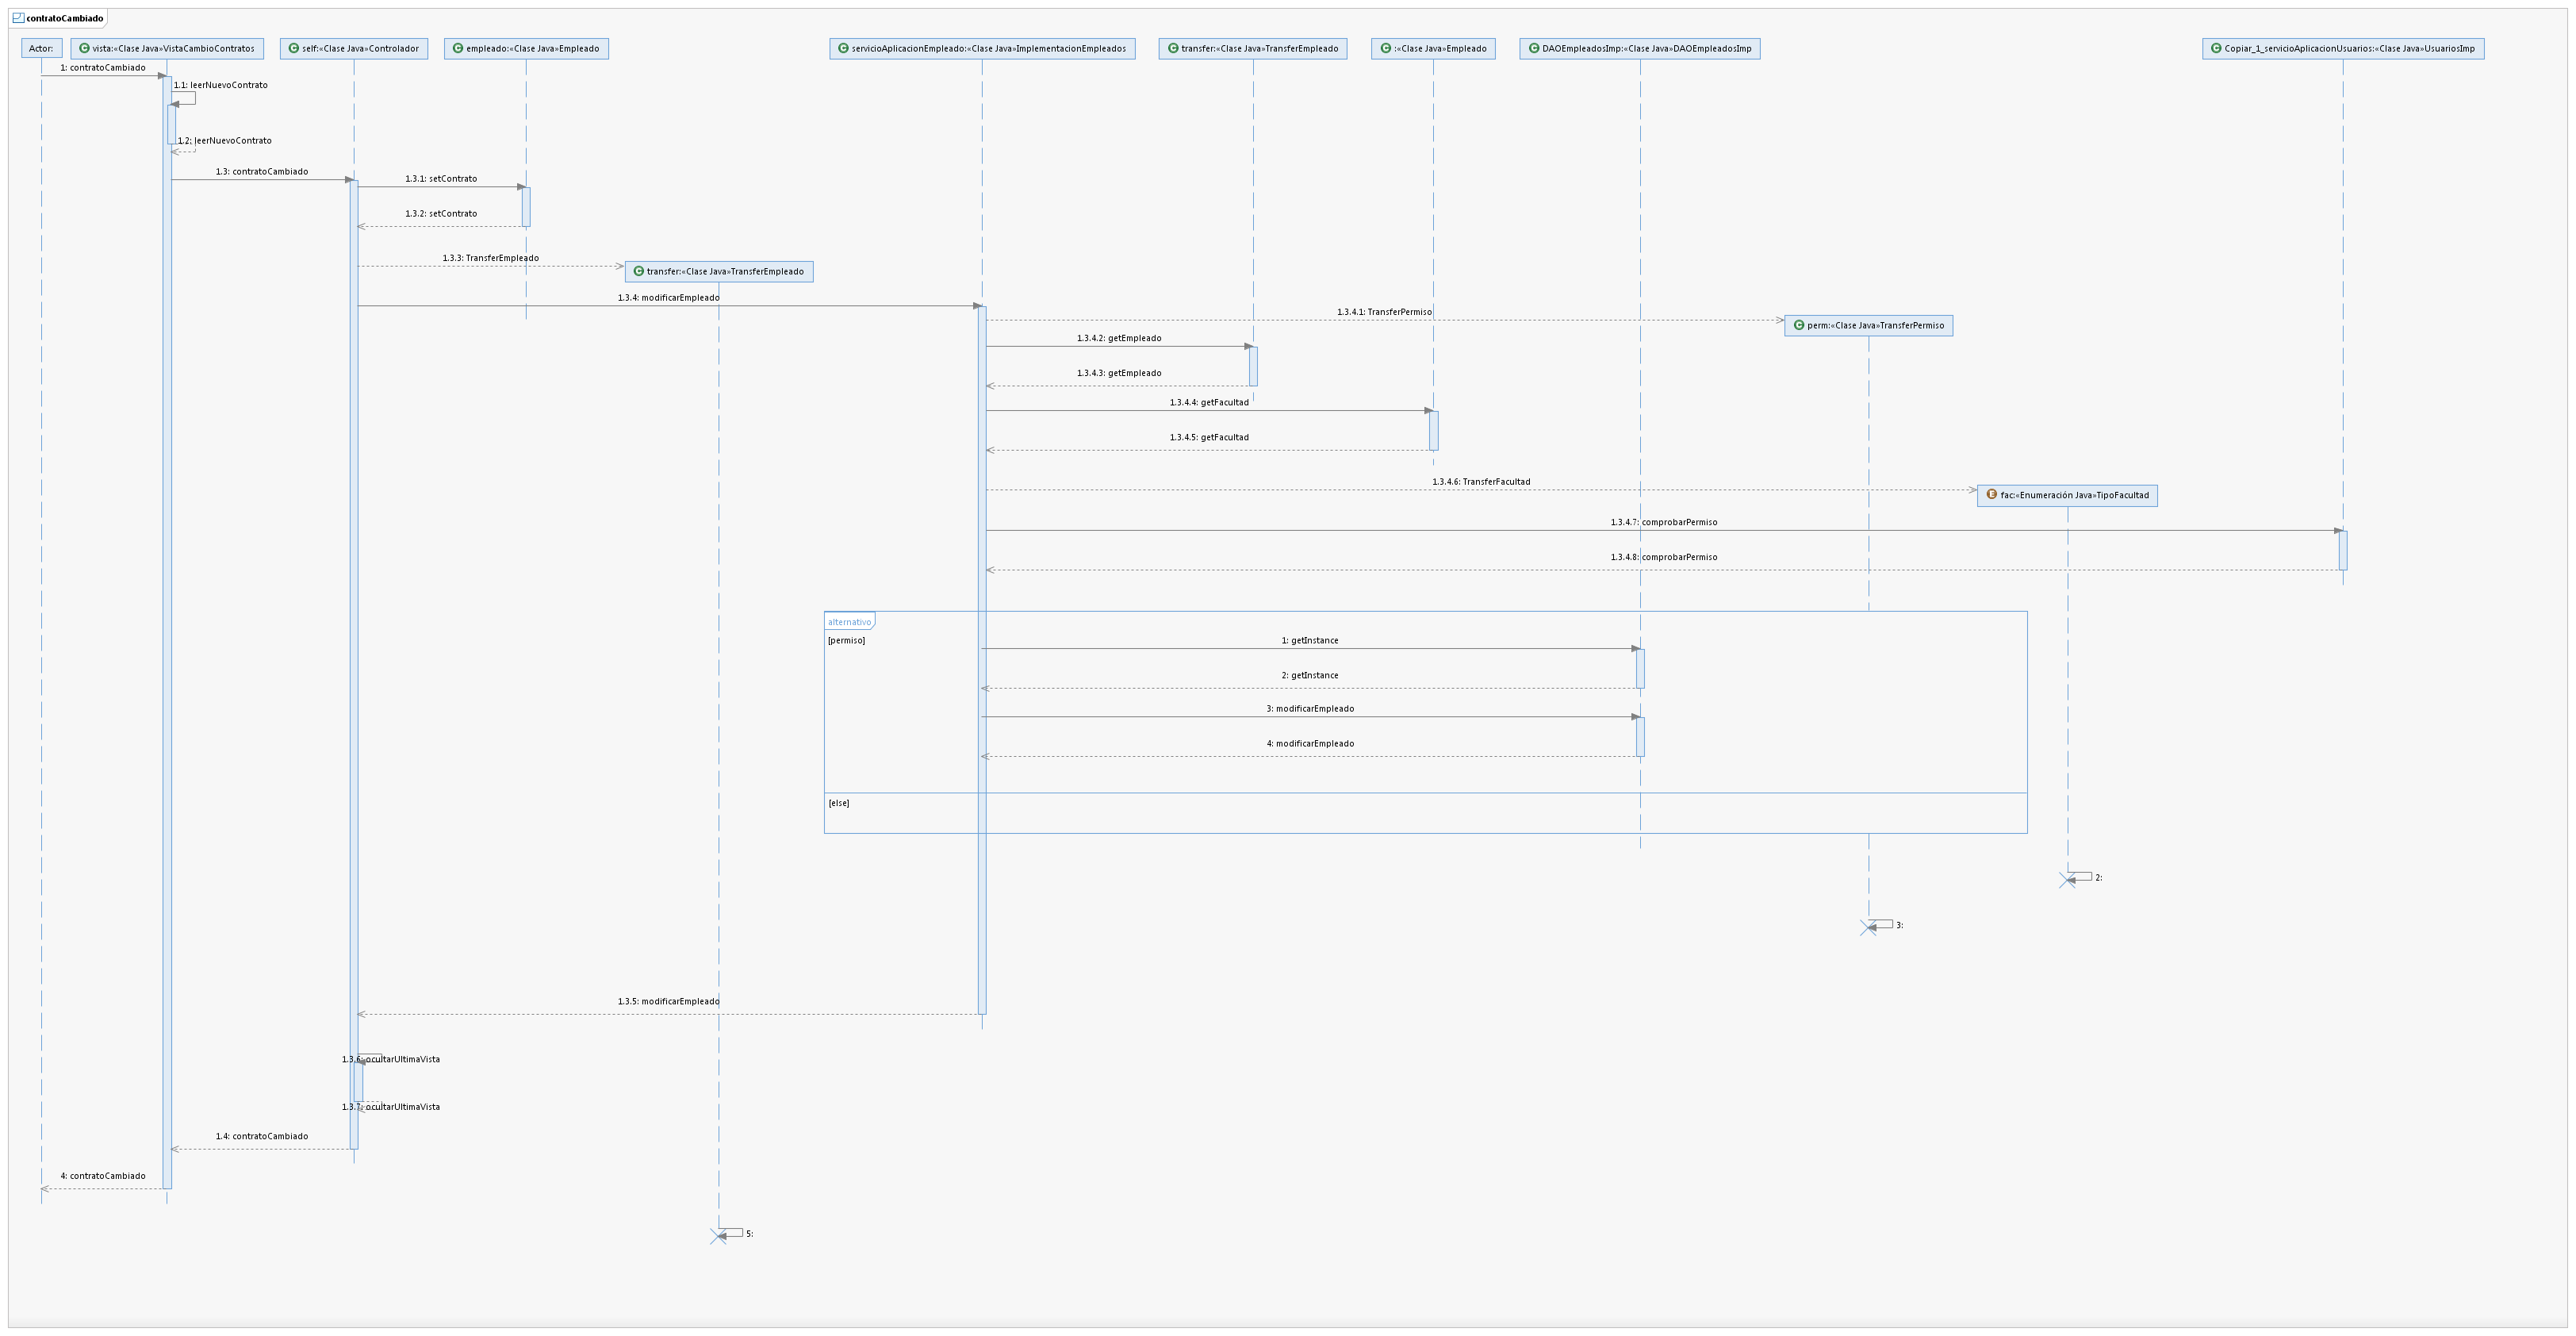 contratoCambiado
Actor:
vista:«Clase Java»VistaCambioContratos
self:«Clase Java»Controlador
empleado:«Clase Java»Empleado
servicioAplicacionEmpleado:«Clase Java»ImplementacionEmpleados
transfer:«Clase Java»TransferEmpleado
:«Clase Java»Empleado
DAOEmpleadosImp:«Clase Java»DAOEmpleadosImp
Copiar_1_servicioAplicacionUsuarios:«Clase Java»UsuariosImp
1: contratoCambiado
1.1: leerNuevoContrato
1.2: leerNuevoContrato
1.3: contratoCambiado
1.3.1: setContrato
1.3.2: setContrato
1.3.3: TransferEmpleado
transfer:«Clase Java»TransferEmpleado
1.3.4: modificarEmpleado
1.3.4.1: TransferPermiso
perm:«Clase Java»TransferPermiso
1.3.4.2: getEmpleado
1.3.4.3: getEmpleado
1.3.4.4: getFacultad
1.3.4.5: getFacultad
1.3.4.6: TransferFacultad
fac:«Enumeración Java»TipoFacultad
1.3.4.7: comprobarPermiso
1.3.4.8: comprobarPermiso
alternativo
[permiso]
1: getInstance
2: getInstance
3: modificarEmpleado
4: modificarEmpleado
[else]
2:
3:
1.3.5: modificarEmpleado
1.3.6: ocultarUltimaVista
1.3.7: ocultarUltimaVista
1.4: contratoCambiado
4: contratoCambiado
5: